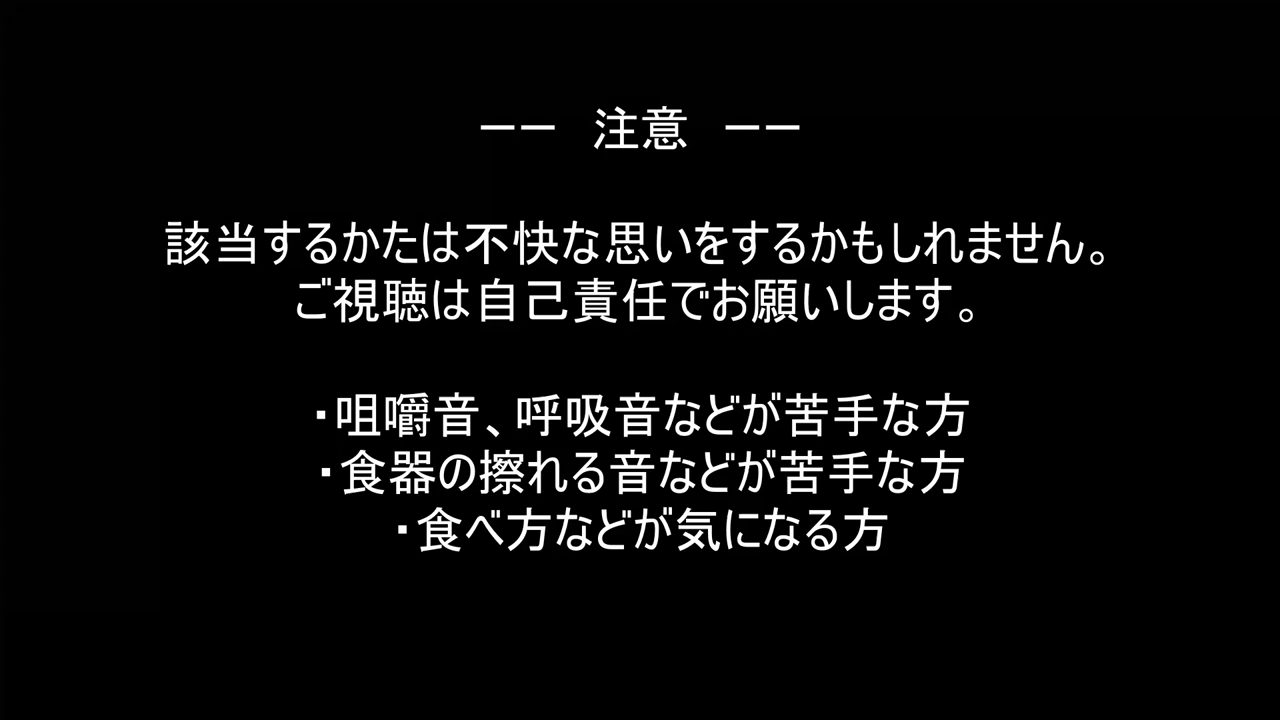 ーー　注意　ーー
該当するかたは不快な思いをするかもしれません。
ご視聴は自己責任でお願いします。
・咀嚼音、呼吸音などが苦手な方
・食器の擦れる音などが苦手な方
・食べ方などが気になる方